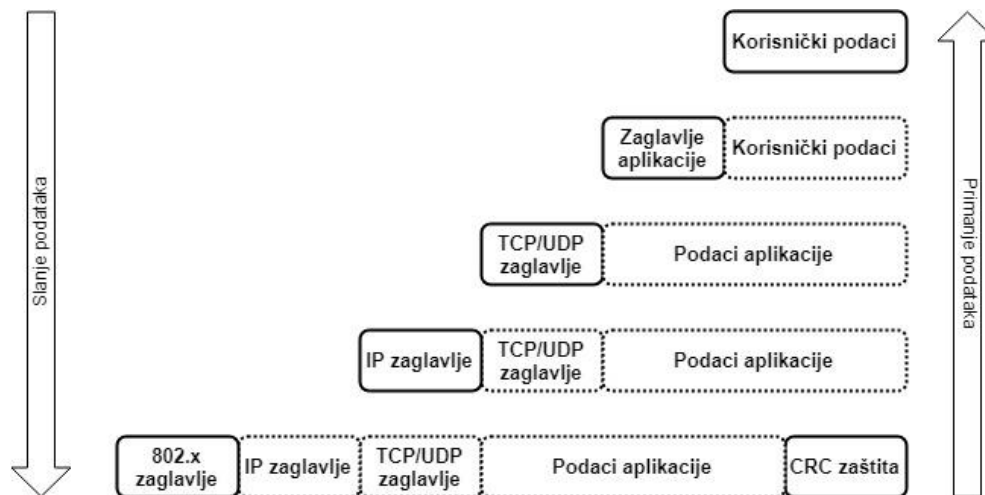 Slanje podataka
Korisnički podaci
Zaglavlje
aplikacije
Korisnički podaci
TCP/UDP
zaglavlje
Podaci aplikacije
IP zaglavlje
TCP/UDP
zaglavlje
Podaci aplikacije
802.x
zaglavlje
IP zaglavlje
TCP/UDP
zaglavlje
Podaci aplikacije
CRC zaštita
Primanje podataka